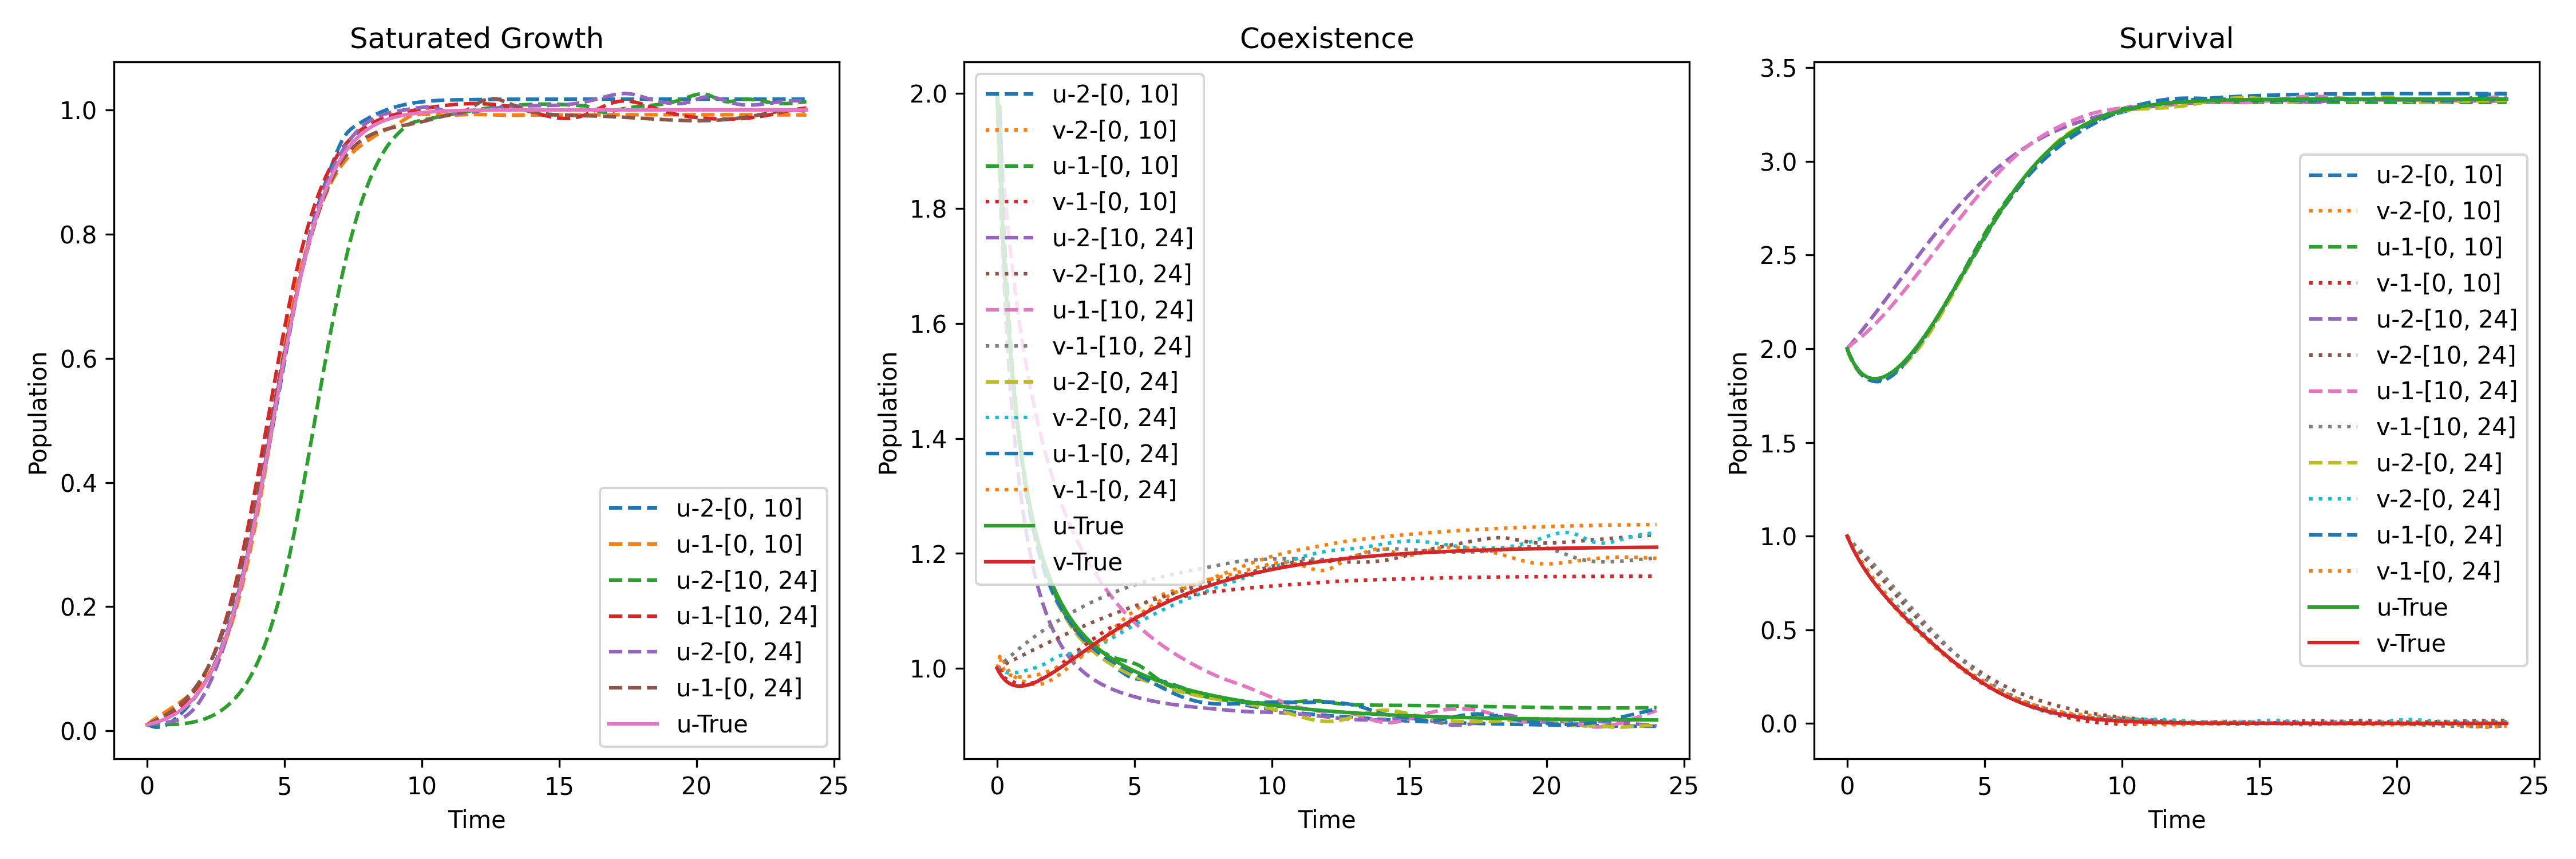 Saturated Growth
Population
1.0
0.8
0.6
0.4
0.2
0.0
u-2-[0, 10]
u-1-[0, 10]
u-2-[10, 24]
u-1-[10, 24]
u-2-[0, 24]
u-1-[0, 24]
u-True
0 5 10 15 20 25
Time
Coexistence
Population
2.0
1.8
1.6
1.4
1.2
1.0
u-2-[0, 10]
v-2-[0, 10]
u-1-[0, 10]
v-1-[0, 10]
u-2-[10, 24]
v-2-[10, 24]
u-1-[10, 24]
v-1-[10, 24]
u-2-[0, 24]
v-2-[0, 24]
u-1-[0, 24]
v-1-[0, 24]
u-True
v-True
0 5 10 15 20 25
Time
Survival
Population
3.5
3.0
2.5
2.0
1.5
1.0
0.5
0.0
u-2-[0, 10]
v-2-[0, 10]
u-1-[0, 10]
v-1-[0, 10]
u-2-[10, 24]
v-2-[10, 24]
u-1-[10, 24]
v-1-[10, 24]
u-2-[0, 24]
v-2-[0, 24]
u-1-[0, 24]
v-1-[0, 24]
u-True
v-True
0 5 10 15 20 25
Time